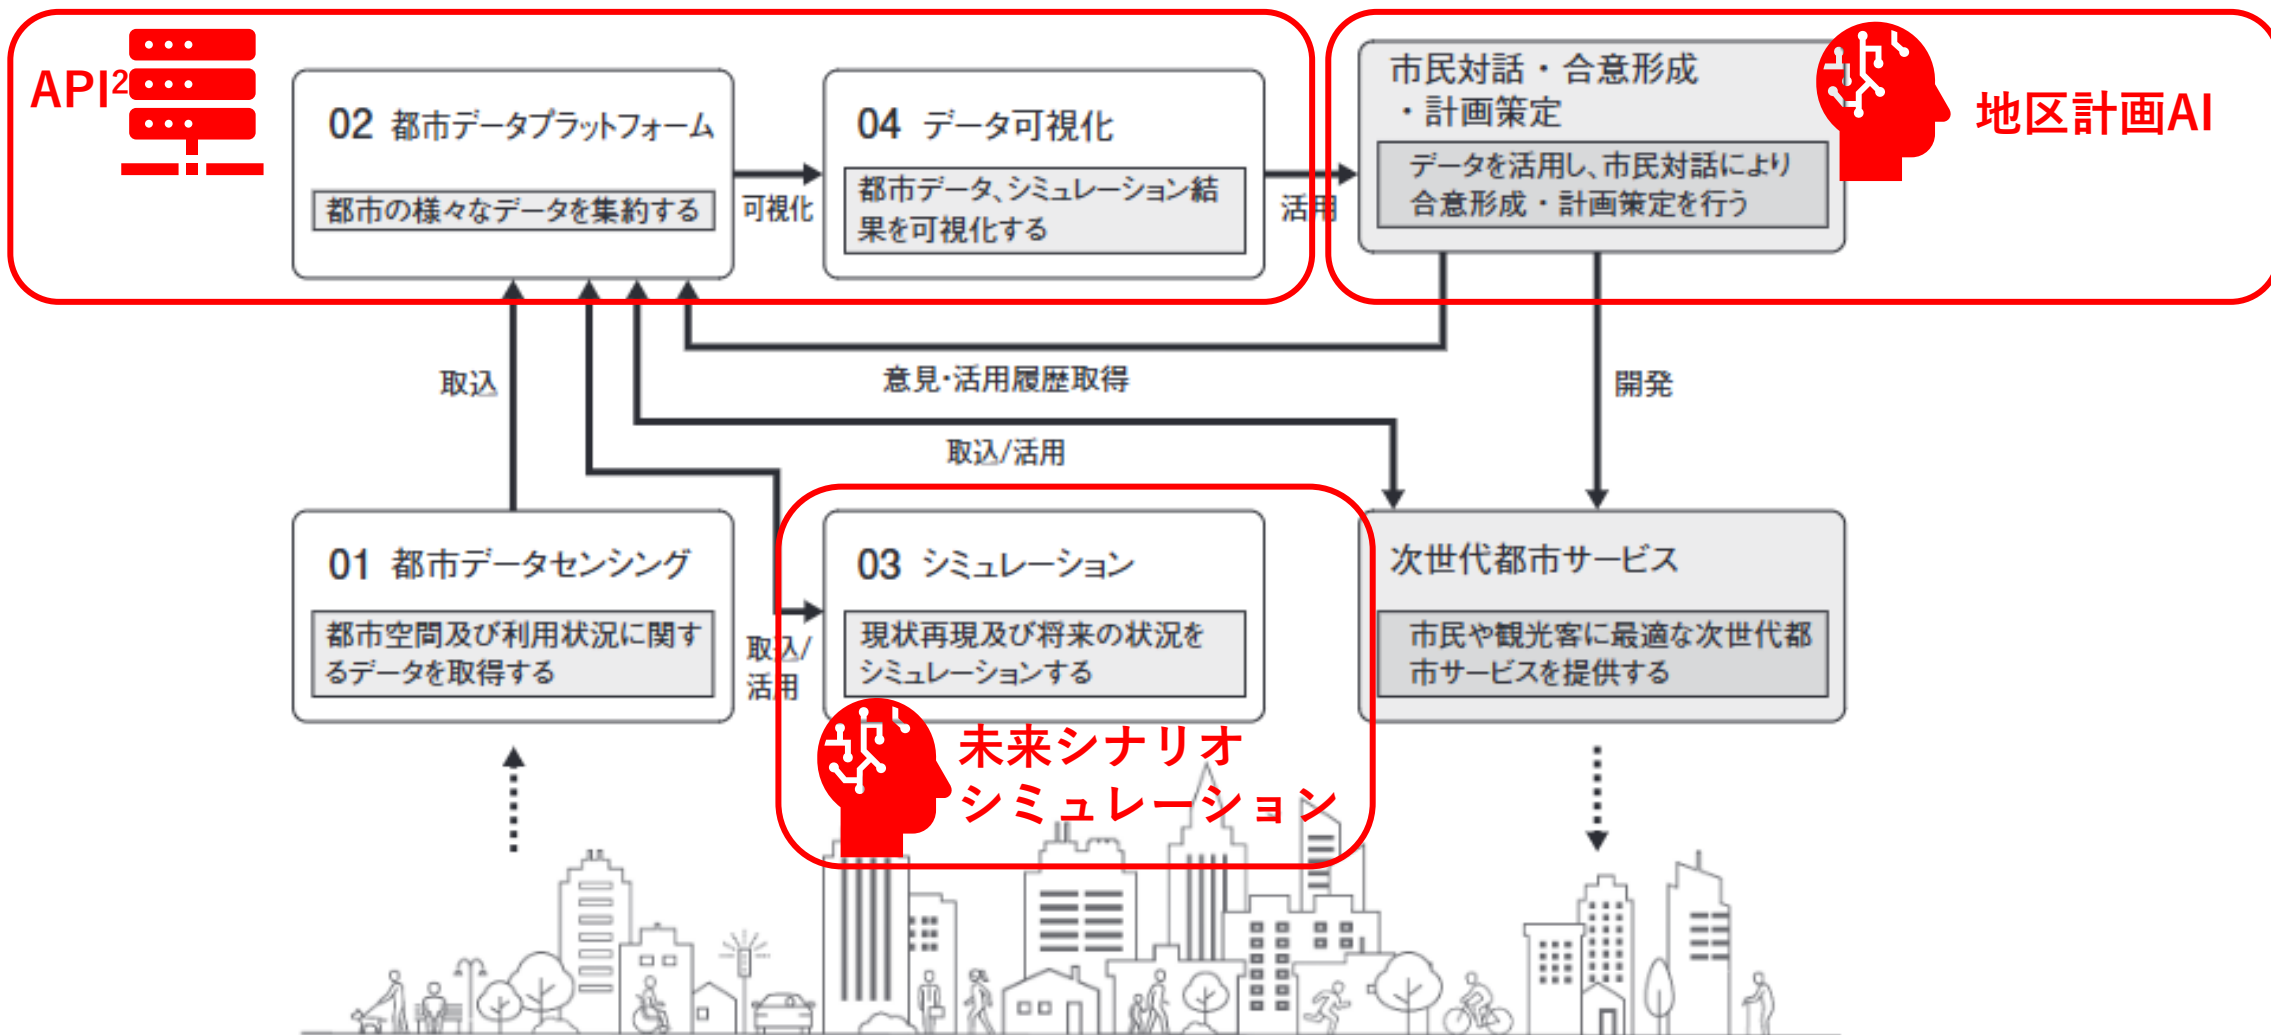 API²
02 都市データプラットフォーム
都市の様々なデータを集約する
可視化
04 データ可視化
都市データ、シミュレーション結
果を可視化する
活用
市民対話・合意形成
・計画策定
データを活用し、市民対話により
合意形成・計画策定を行う
地区計画AI
取込
意見・活用履歴取得
開発
取込/活用
01 都市データセンシング
都市空間及び利用状況に関す
るデータを取得する
取込/
活用
03 シミュレーション
現状再現及び将来の状況を
シミュレーションする
未来シナリオ
シミュレーション
次世代都市サービス
市民や観光客に最適な次世代都
市サービスを提供する